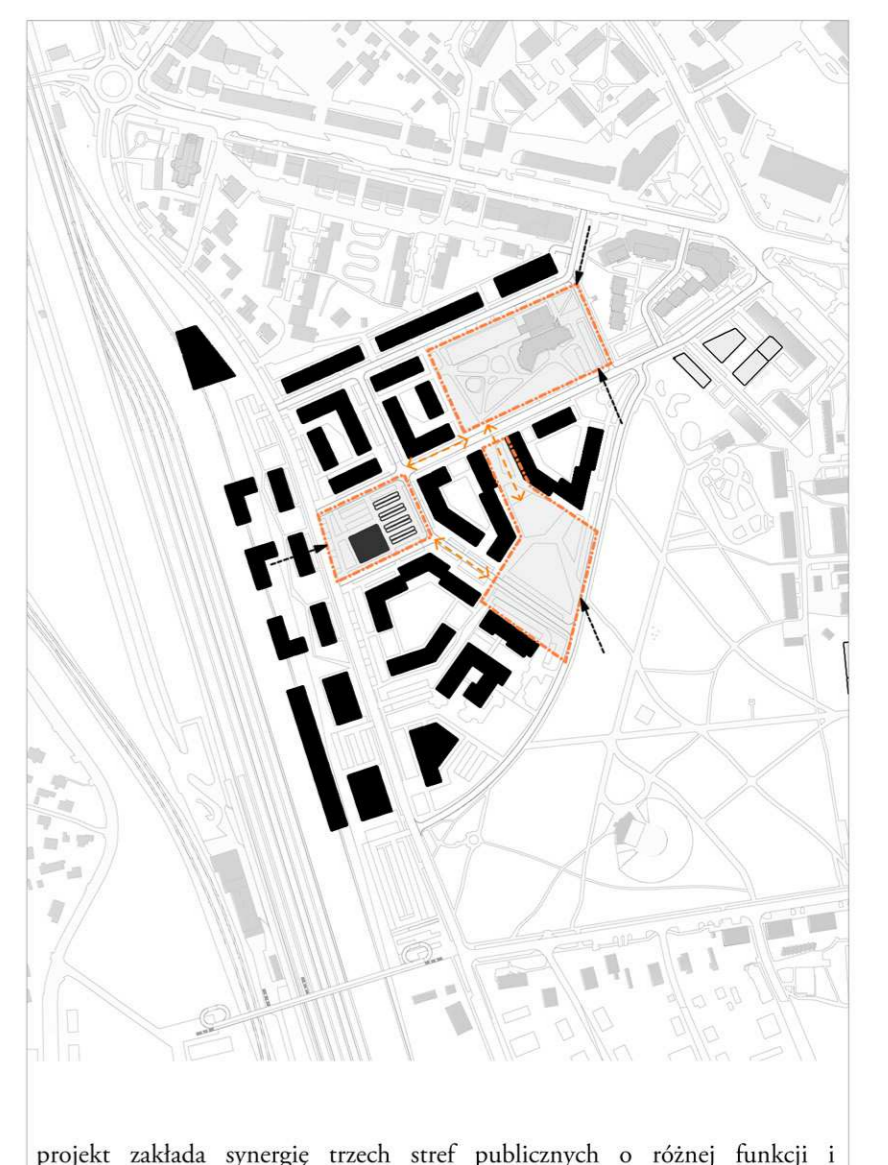 projekt zakłada synergię trzech stref publicznych o różnej funkcji i